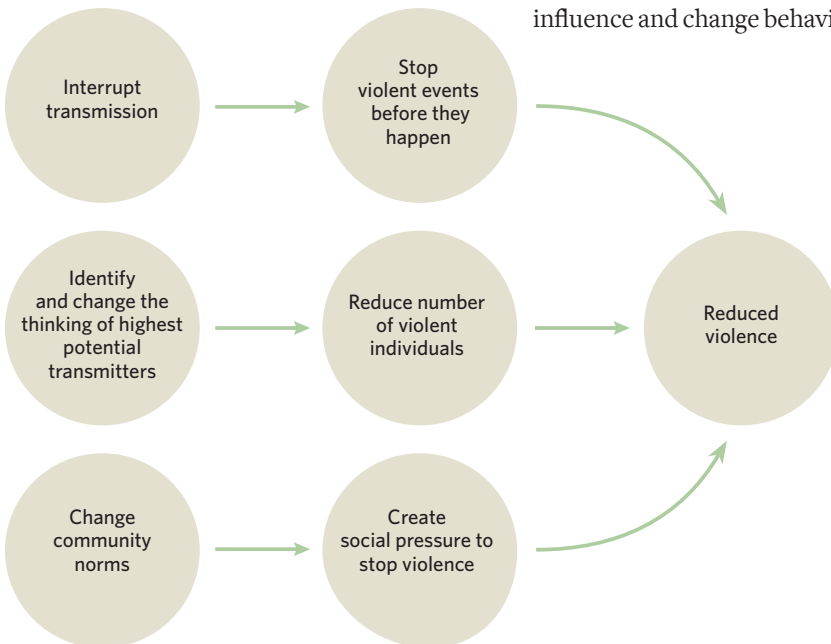 influence and change behavi
Interrupt
transmission
Stop
violent events
before they
happen
Identify
and change the
thinking of highest
potential
transmitters
Reduce number
of violent
individuals
Reduced
violence
Change
community
norms
Create
social pressure to
stop violence